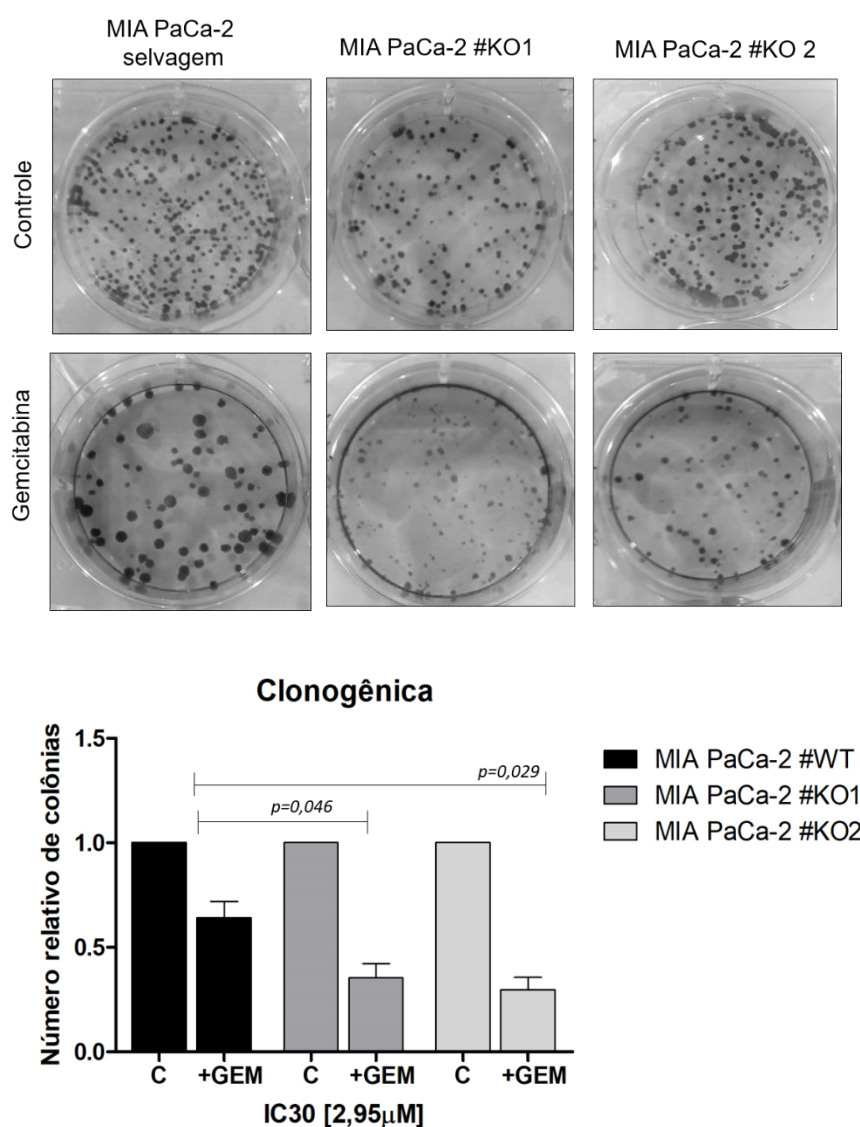 MIA PaCa-2
selvagem
MIA PaCa-2 #KO1
MIA PaCa-2 #KO 2
Controle
Gemcitabina
Clonogênica
Número relativo de colônias
1.5
1.0
0.5
0.0
p=0,029
p=0,046
MIA PaCa-2 #WT
MIA PaCa-2 #KO1
MIA PaCa-2 #KO2
C +GEM C +GEM C +GEM
IC30 [2,95µM]